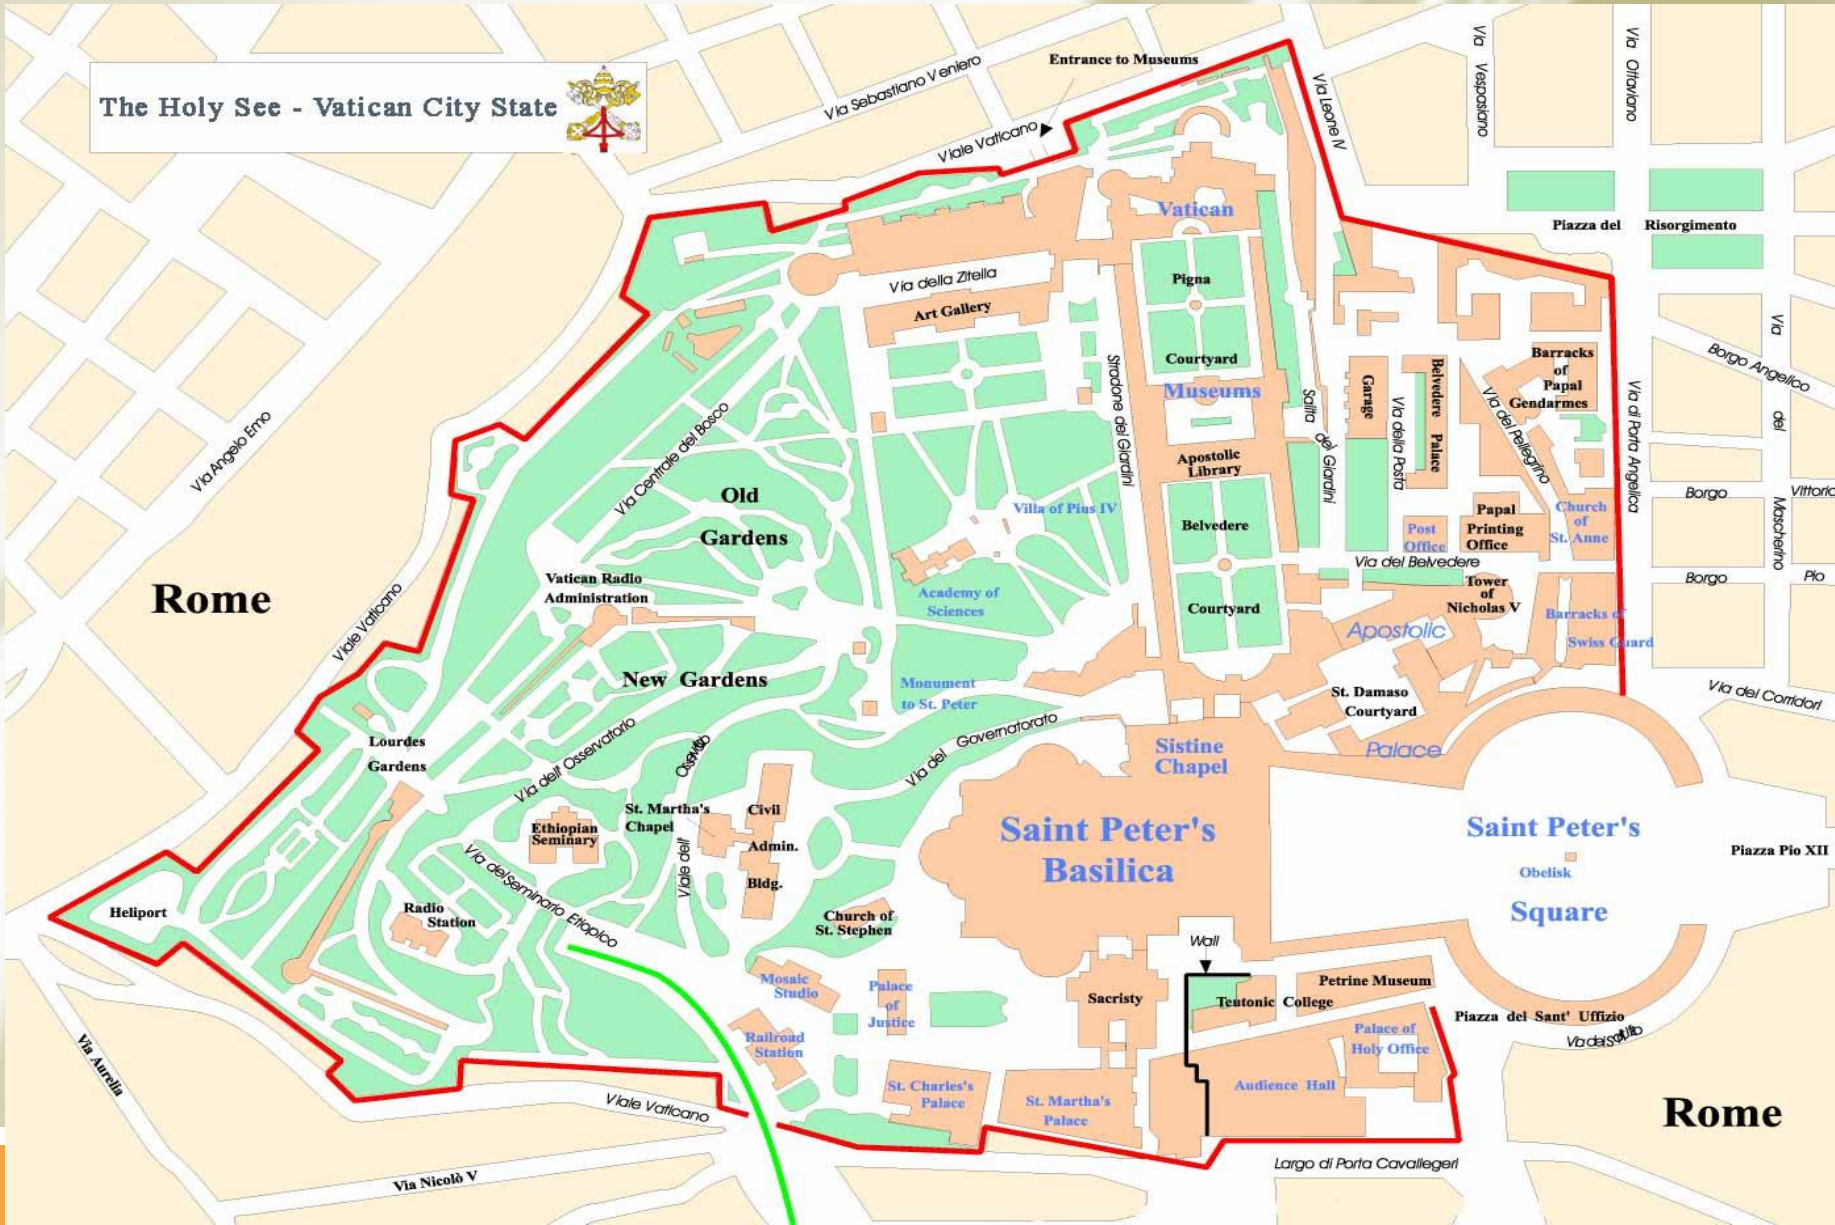 The Holy See - Vatican City State
Entrance to Museums
Via Sebastiano Veniero
Viale Vaticano
Via Leone IV
Via Vespasiano
Via Ottaviano
Piazza del Risorgimento
Vatican
Museums
Via della Zitella
Art Gallery
Pigna
Courtyard
Stradone dei Giardini
Salita dei Giardini
Garage
Via della Posta
Belvedere Palace
Via del Pellegrino
Barracks
of
Papal
Gendarmes
Via di Porta Angelica
Borgo Angelico
Via del Mascherino
Borgo Vittorio
Borgo Pio
Via dei Corridori
Via Angelo Emo
Via Centrale del Bosco
Old
Gardens
Apostolic
Library
Villa of Pius IV
Belvedere
Courtyard
Post
Office
Papal
Printing
Office
Church
of
St. Anne
Via del Belvedere
Tower
of
Nicholas V
Barracks of
Swiss Guard
Apostolic
Palace
St. Damaso
Courtyard
Rome
Viale Vaticano
Vatican Radio
Administration
Academy of
Sciences
New Gardens
Monument
to St. Peter
Via del Governatorato
Sistine
Chapel
Lourdes
Gardens
Via dell' Osservatorio
Viale dell'
St. Martha's
Chapel
Civil
Admin.
Bldg.
Ethiopian
Seminary
Via del Seminario Etiopico
Saint Peter's
Basilica
Saint Peter's
Obelisk
Square
Piazza Pio XII
Heliport
Radio
Station
Church of
St. Stephen
Mosaic
Studio
Palace
of
Justice
Railroad
Station
Sacristy
Wall
Teutonic College
Petrine Museum
Piazza del Sant' Uffizio
Palace of
Holy Office
Audience Hall
St. Charles's
Palace
St. Martha's
Palace
Via Aurelia
Viale Vaticano
Via Nicolò V
Largo di Porta Cavallegeri
Rome